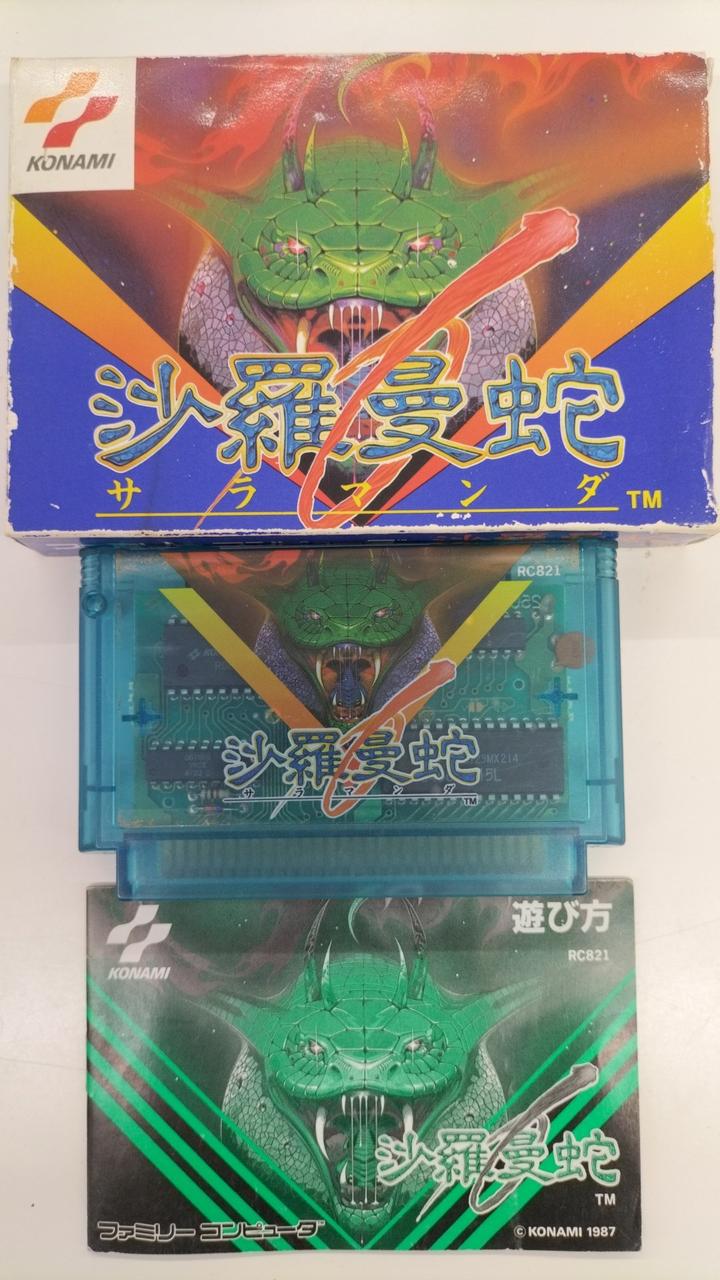 KONAMI
沙羅曼蛇
サラマンダ TM
RC821
沙羅曼蛇
サラマンダ TM
遊び方
RC821
KONAMI
沙羅曼蛇
TM
ファミリーコンピュータ
© KONAMI 1987